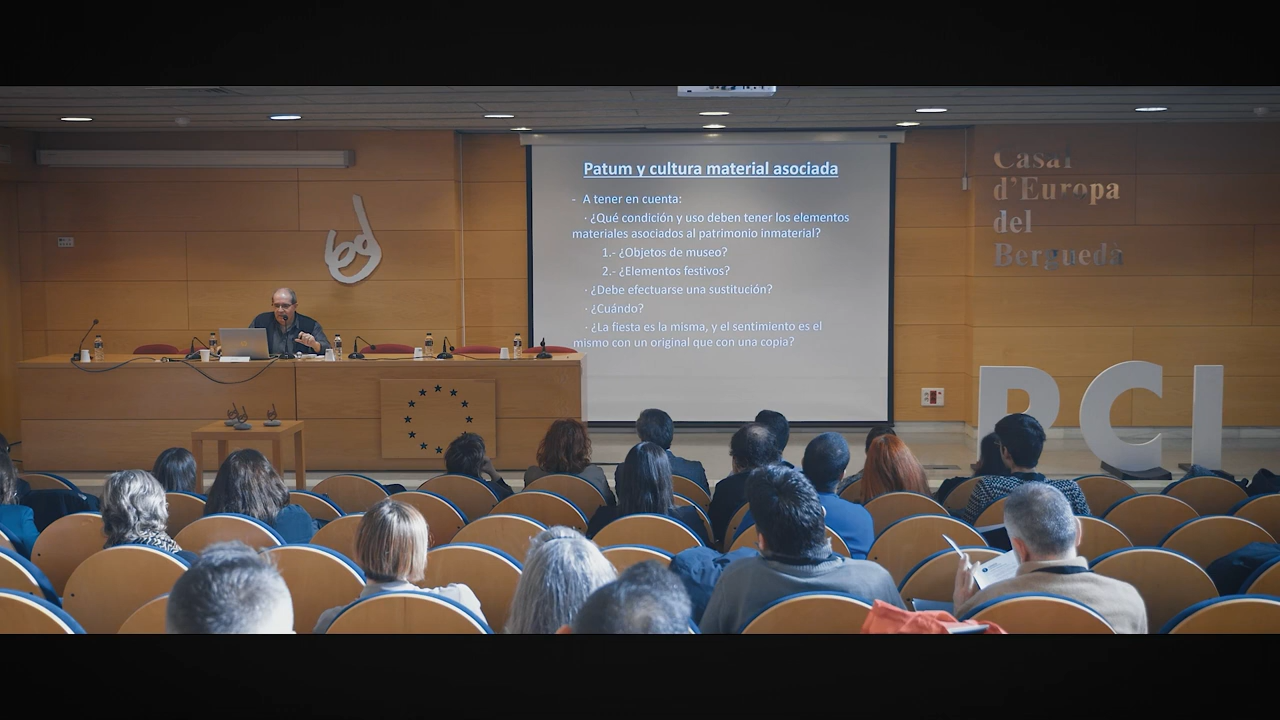 Patum y cultura material asociada
- A tener en cuenta:
· ¿Qué condición y uso deben tener los elementos
materiales asociados al patrimonio inmaterial?
1.- ¿Objetos de museo?
2.- ¿Elementos festivos?
· ¿Debe efectuarse una sustitución?
· ¿Cuándo?
· ¿La fiesta es la misma, y el sentimiento es el
mismo con un original que con una copia?
Casal
d'Europa
del
Berguedà
PCI